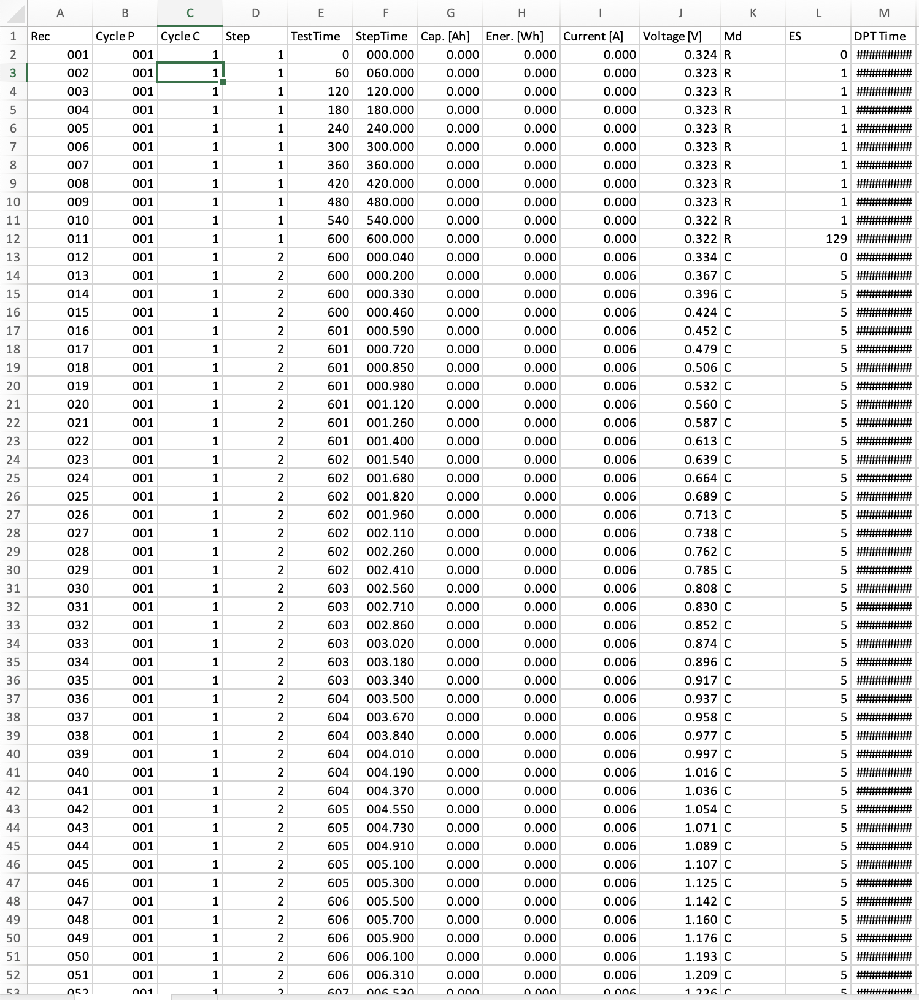 A B C D E F G H I J K L M
1 Rec Cycle P Cycle C Step TestTime StepTime Cap. [Ah] Ener. [Wh] Current [A] Voltage [V] Md ES DPT Time
2 001 001 1 1 0 000.000 0.000 0.000 0.000 0.324 R 0 #########
3 002 001 1 1 60 060.000 0.000 0.000 0.000 0.323 R 1 #########
4 003 001 1 1 120 120.000 0.000 0.000 0.000 0.323 R 1 #########
5 004 001 1 1 180 180.000 0.000 0.000 0.000 0.323 R 1 #########
6 005 001 1 1 240 240.000 0.000 0.000 0.000 0.323 R 1 #########
7 006 001 1 1 300 300.000 0.000 0.000 0.000 0.323 R 1 #########
8 007 001 1 1 360 360.000 0.000 0.000 0.000 0.323 R 1 #########
9 008 001 1 1 420 420.000 0.000 0.000 0.000 0.323 R 1 #########
10 009 001 1 1 480 480.000 0.000 0.000 0.000 0.323 R 1 #########
11 010 001 1 1 540 540.000 0.000 0.000 0.000 0.322 R 1 #########
12 011 001 1 1 600 600.000 0.000 0.000 0.000 0.322 R 129 #########
13 012 001 1 2 600 000.040 0.000 0.000 0.006 0.334 C 0 #########
14 013 001 1 2 600 000.200 0.000 0.000 0.006 0.367 C 5 #########
15 014 001 1 2 600 000.330 0.000 0.000 0.006 0.396 C 5 #########
16 015 001 1 2 600 000.460 0.000 0.000 0.006 0.424 C 5 #########
17 016 001 1 2 601 000.590 0.000 0.000 0.006 0.452 C 5 #########
18 017 001 1 2 601 000.720 0.000 0.000 0.006 0.479 C 5 #########
19 018 001 1 2 601 000.850 0.000 0.000 0.006 0.506 C 5 #########
20 019 001 1 2 601 000.980 0.000 0.000 0.006 0.532 C 5 #########
21 020 001 1 2 601 001.120 0.000 0.000 0.006 0.560 C 5 #########
22 021 001 1 2 601 001.260 0.000 0.000 0.006 0.587 C 5 #########
23 022 001 1 2 601 001.400 0.000 0.000 0.006 0.613 C 5 #########
24 023 001 1 2 602 001.540 0.000 0.000 0.006 0.639 C 5 #########
25 024 001 1 2 602 001.680 0.000 0.000 0.006 0.664 C 5 #########
26 025 001 1 2 602 001.820 0.000 0.000 0.006 0.689 C 5 #########
27 026 001 1 2 602 001.960 0.000 0.000 0.006 0.713 C 5 #########
28 027 001 1 2 602 002.110 0.000 0.000 0.006 0.738 C 5 #########
29 028 001 1 2 602 002.260 0.000 0.000 0.006 0.762 C 5 #########
30 029 001 1 2 602 002.410 0.000 0.000 0.006 0.785 C 5 #########
31 030 001 1 2 603 002.560 0.000 0.000 0.006 0.808 C 5 #########
32 031 001 1 2 603 002.710 0.000 0.000 0.006 0.830 C 5 #########
33 032 001 1 2 603 002.860 0.000 0.000 0.006 0.852 C 5 #########
34 033 001 1 2 603 003.020 0.000 0.000 0.006 0.874 C 5 #########
35 034 001 1 2 603 003.180 0.000 0.000 0.006 0.896 C 5 #########
36 035 001 1 2 603 003.340 0.000 0.000 0.006 0.917 C 5 #########
37 036 001 1 2 604 003.500 0.000 0.000 0.006 0.937 C 5 #########
38 037 001 1 2 604 003.670 0.000 0.000 0.006 0.958 C 5 #########
39 038 001 1 2 604 003.840 0.000 0.000 0.006 0.977 C 5 #########
40 039 001 1 2 604 004.010 0.000 0.000 0.006 0.997 C 5 #########
41 040 001 1 2 604 004.190 0.000 0.000 0.006 1.016 C 5 #########
42 041 001 1 2 604 004.370 0.000 0.000 0.006 1.036 C 5 #########
43 042 001 1 2 605 004.550 0.000 0.000 0.006 1.054 C 5 #########
44 043 001 1 2 605 004.730 0.000 0.000 0.006 1.071 C 5 #########
45 044 001 1 2 605 004.910 0.000 0.000 0.006 1.089 C 5 #########
46 045 001 1 2 605 005.100 0.000 0.000 0.006 1.107 C 5 #########
47 046 001 1 2 605 005.300 0.000 0.000 0.006 1.125 C 5 #########
48 047 001 1 2 606 005.500 0.000 0.000 0.006 1.142 C 5 #########
49 048 001 1 2 606 005.700 0.000 0.000 0.006 1.160 C 5 #########
50 049 001 1 2 606 005.900 0.000 0.000 0.006 1.176 C 5 #########
51 050 001 1 2 606 006.100 0.000 0.000 0.006 1.193 C 5 #########
52 051 001 1 2 606 006.310 0.000 0.000 0.006 1.209 C 5 #########
53 052 001 1 2 607 006.530 0.000 0.000 0.006 1.226 C 5 #########